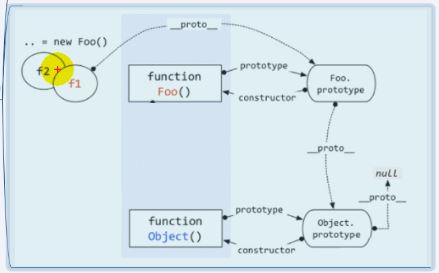 __proto__
.. = new Foo()
f2
f1
function
Foo()
prototype
constructor
Foo.
prototype
__proto__
null
__proto__
function
Object()
prototype
constructor
Object.
prototype